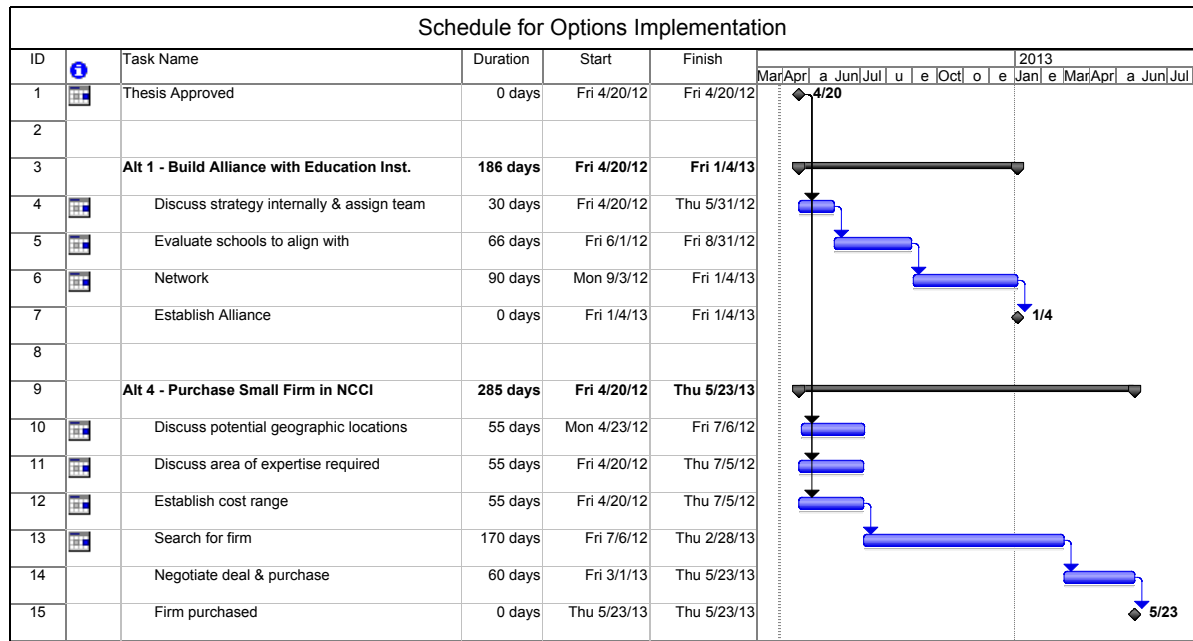 Schedule for Options Implementation
ID Task Name Duration Start Finish 2013
Mar Apr a Jun Jul u e Oct o e Jan e Mar Apr a Jun Jul
1 Thesis Approved 0 days Fri 4/20/12 Fri 4/20/12 4/20
2
3 Alt 1 - Build Alliance with Education Inst. 186 days Fri 4/20/12 Fri 1/4/13
4 Discuss strategy internally & assign team 30 days Fri 4/20/12 Thu 5/31/12
5 Evaluate schools to align with 66 days Fri 6/1/12 Fri 8/31/12
6 Network 90 days Mon 9/3/12 Fri 1/4/13
7 Establish Alliance 0 days Fri 1/4/13 Fri 1/4/13 1/4
8
9 Alt 4 - Purchase Small Firm in NCCI 285 days Fri 4/20/12 Thu 5/23/13
10 Discuss potential geographic locations 55 days Mon 4/23/12 Fri 7/6/12
11 Discuss area of expertise required 55 days Fri 4/20/12 Thu 7/5/12
12 Establish cost range 55 days Fri 4/20/12 Thu 7/5/12
13 Search for firm 170 days Fri 7/6/12 Thu 2/28/13
14 Negotiate deal & purchase 60 days Fri 3/1/13 Thu 5/23/13
15 Firm purchased 0 days Thu 5/23/13 Thu 5/23/13 5/23